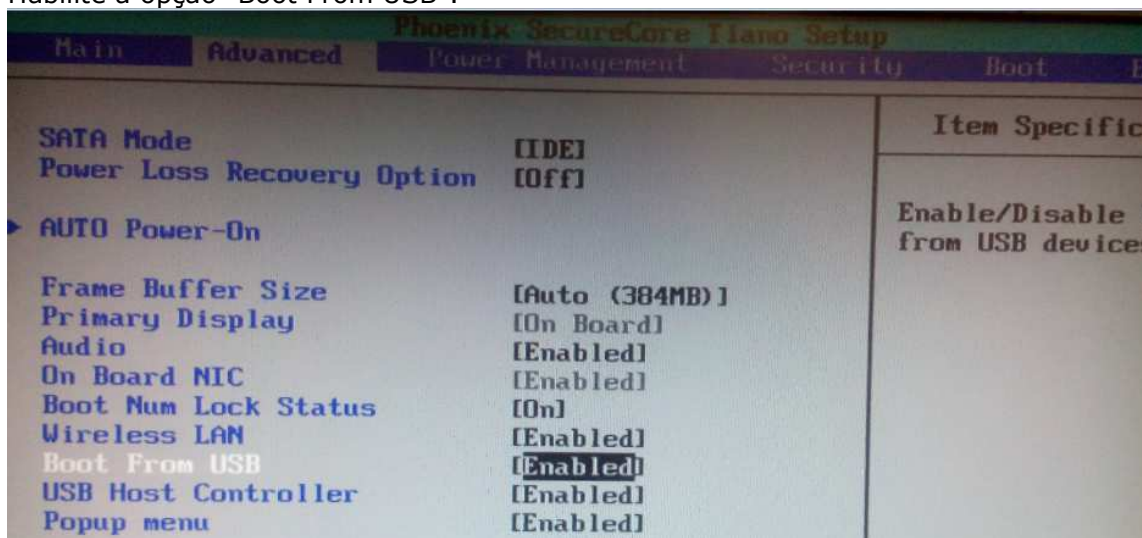 Habilite a opção "Boot From USB".
Phoenix SecureCore Tiano Setup
Main Advanced Power Management Security Boot
Item Specific
SATA Mode [IDE]
Power Loss Recovery Option [Off]
Enable/Disable
AUTO Power-On
from USB devices
Frame Buffer Size [Auto (384MB)]
Primary Display [On Board]
Audio [Enabled]
On Board NIC [Enabled]
Boot Num Lock Status [On]
Wireless LAN [Enabled]
Boot From USB [Enabled]
USB Host Controller [Enabled]
Popup menu [Enabled]